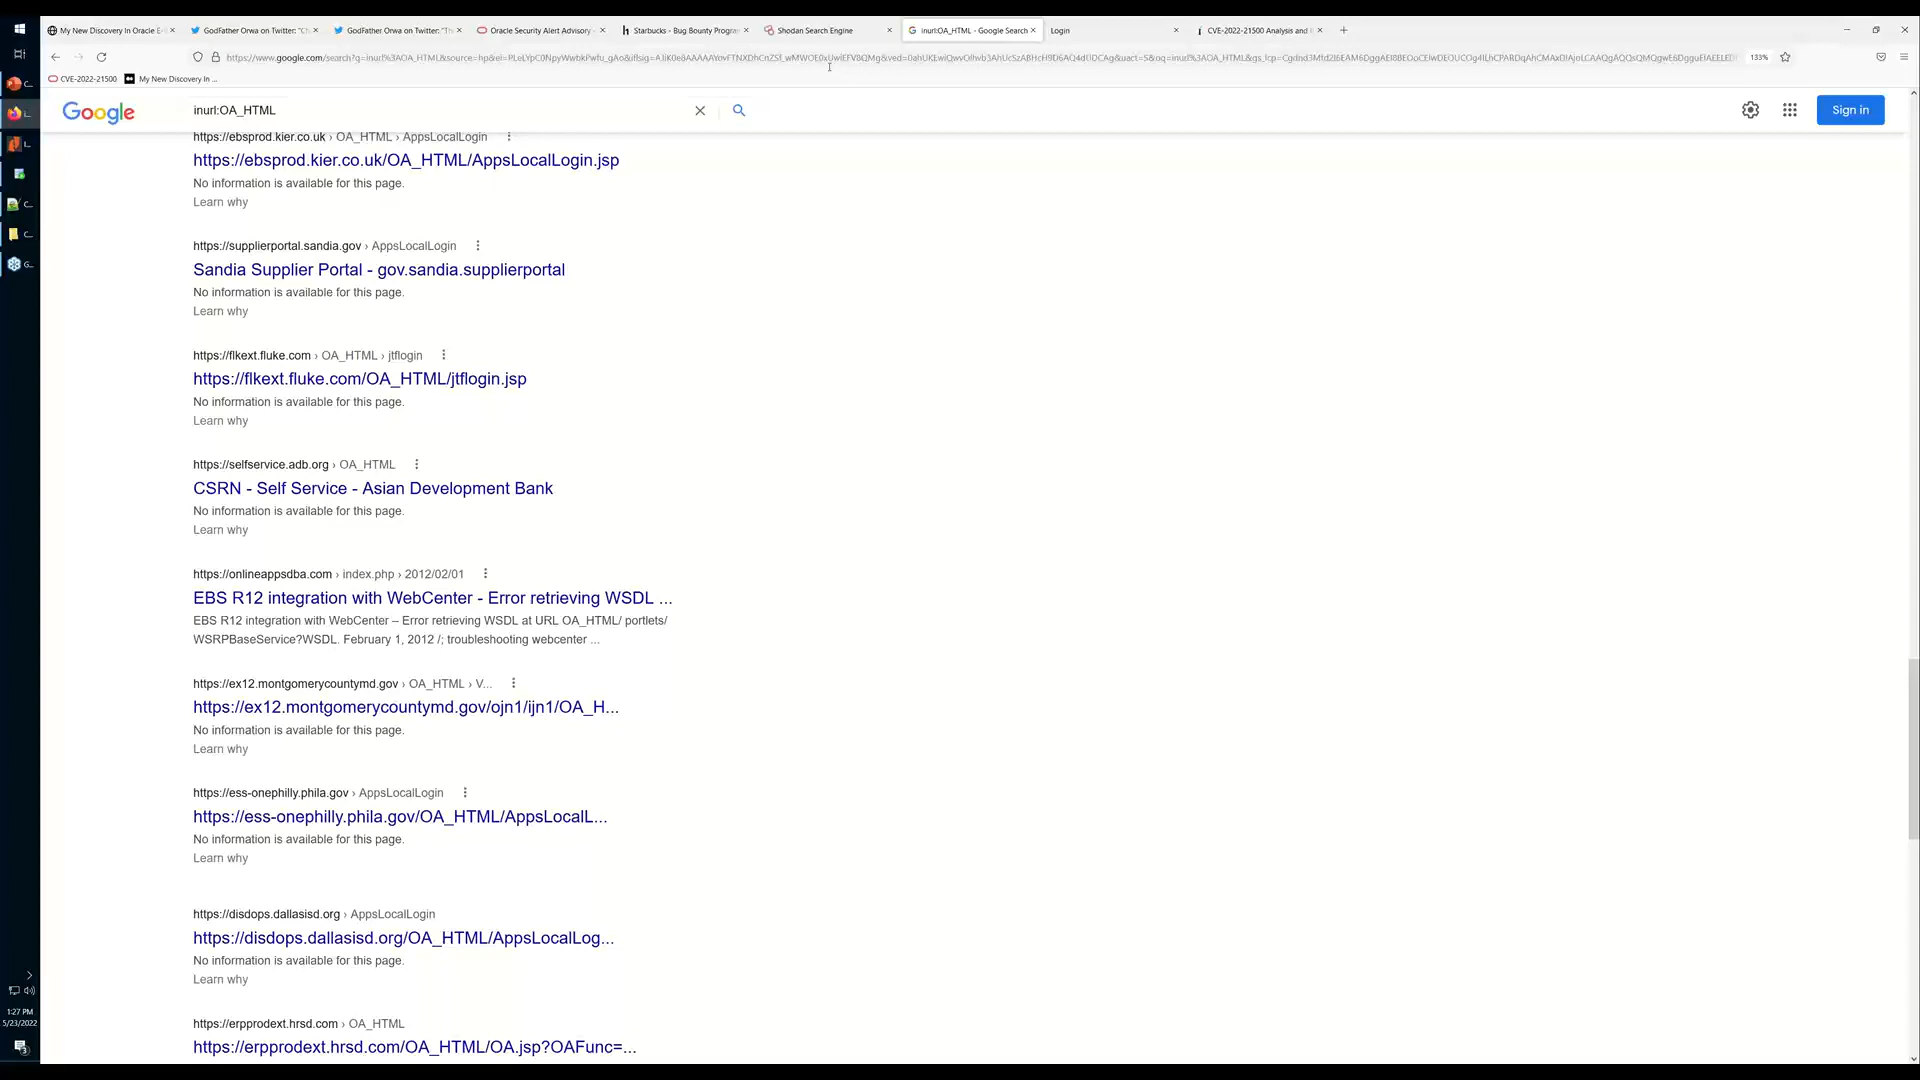 My New Discovery In Oracle E-
GodFather Orwa on Twitter: "C
GodFather Orwa on Twitter: "Th
Oracle Security Alert Advisory -
Starbucks - Bug Bounty Progra
Shodan Search Engine
inurl:OA_HTML - Google Search
Login
CVE-2022-21500 Analysis and
133%
CVE-2022-21500
My New Discovery In ...
Google
inurl:OA_HTML
Sign in
https://ebsprod.kier.co.uk › OA_HTML › AppsLocalLogin
https://ebsprod.kier.co.uk/OA_HTML/AppsLocalLogin.jsp
No information is available for this page.
Learn why
https://supplierportal.sandia.gov › AppsLocalLogin
Sandia Supplier Portal - gov.sandia.supplierportal
No information is available for this page.
Learn why
https://flkext.fluke.com › OA_HTML › jtflogin
https://flkext.fluke.com/OA_HTML/jtflogin.jsp
No information is available for this page.
Learn why
https://selfservice.adb.org › OA_HTML
CSRN - Self Service - Asian Development Bank
No information is available for this page.
Learn why
https://onlineappsdba.com › index.php › 2012/02/01
EBS R12 integration with WebCenter - Error retrieving WSDL ...
EBS R12 integration with WebCenter – Error retrieving WSDL at URL OA_HTML/ portlets/
WSRPBaseService?WSDL. February 1, 2012 /; troubleshooting webcenter ...
https://ex12.montgomerycountymd.gov › OA_HTML › V...
https://ex12.montgomerycountymd.gov/ojn1/ijn1/OA_H...
No information is available for this page.
Learn why
https://ess-onephilly.phila.gov › AppsLocalLogin
https://ess-onephilly.phila.gov/OA_HTML/AppsLocalL...
No information is available for this page.
Learn why
https://disdops.dallasisd.org › AppsLocalLogin
https://disdops.dallasisd.org/OA_HTML/AppsLocalLog...
No information is available for this page.
Learn why
https://erpprodext.hrsd.com › OA_HTML
https://erpprodext.hrsd.com/OA_HTML/OA.jsp?OAFunc=...
1:27 PM
5/23/2022